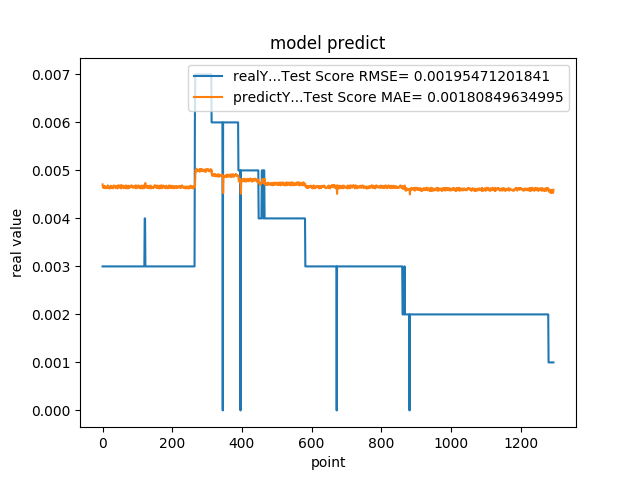 model predict
realY...Test Score RMSE= 0.00195471201841
predictY...Test Score MAE= 0.00180849634995
0.007
0.006
0.005
0.004
0.003
0.002
0.001
0.000
real value
0 200 400 600 800 1000 1200
point